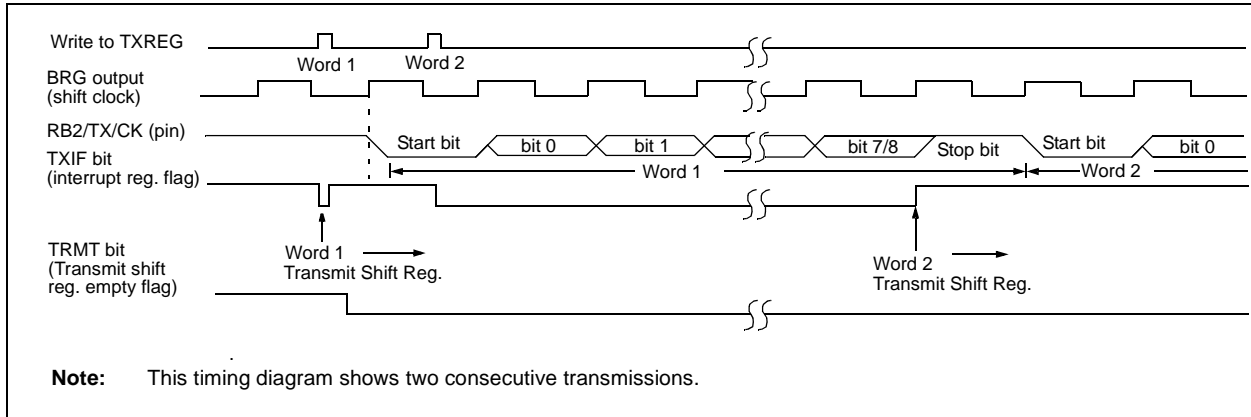 Write to TXREG
Word 1
Word 2
BRG output
(shift clock)
RB2/TX/CK (pin)
Start bit
bit 0
bit 1
bit 7/8
Stop bit
Start bit
bit 0
TXIF bit
(interrupt reg. flag)
Word 1
Word 2
TRMT bit
(Transmit shift
reg. empty flag)
Word 1
Transmit Shift Reg.
Word 2
Transmit Shift Reg.
Note: This timing diagram shows two consecutive transmissions.